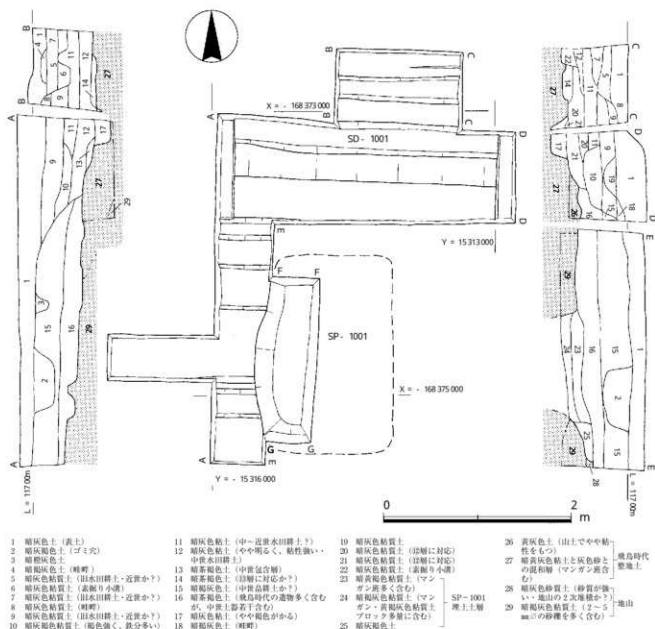 X = - 168 373 000
SD - 1001
Y = 15 313 000
SP - 1001
X = - 168 375 000
Y = - 15 316 000
L = 117.00m
L = 117.00m
0 2
m
1 暗灰色土（表土）
2 暗灰褐色土（ゴミ穴）
3 暗橙灰色土
4 暗褐灰色土（畦畔）
5 暗灰色粘質土（旧水田耕土・近世か？）
6 暗灰色粘質土（素掘り小溝）
7 暗灰色粘質土（旧水田耕土・近世か？）
8 暗灰色粘質土（畦畔）
9 暗灰色粘質土（旧水田耕土・近世か？）
10 暗灰褐色粘質土（褐色強く、鉄分多い）
11 暗灰色粘土（中～近世水田耕土？）
12 暗灰色粘土（やや明るく、粘性強い・
中世水田耕土）
13 暗茶褐色土（中世包含層）
14 暗茶褐色土（13層に対応か？）
15 暗灰褐色土（中世畠耕土か？）
16 暗茶褐色土（飛鳥時代の遺物多く含む
が、中世土器若干含む）
17 暗灰色粘土（やや褐色がかる）
18 暗褐灰色土（畦畔）
19 暗灰色粘質土
20 暗灰色粘質土（12層に対応）
21 暗灰色粘質土（12層に対応）
22 暗灰色粘質土（素掘り小溝）
23 暗黄褐色粘質土（マン
ガン斑多く含む）
24 暗褐灰色粘質土（マン
ガン・黄褐灰色粘質土
ブロック多量に含む）
25 暗灰褐色土
SP - 1001
埋土土層
26 黄灰色土（山土でやや粘
性をもつ）
27 暗黄灰色粘土と灰色砂と
の混和層（マンガン斑含
む）
飛鳥時代
整地土
28 暗灰色砂質土（砂質が強
い・地山の2次堆積か？）
29 暗褐灰色粘質土（2～5
㎜の砂礫を多く含む）
地山